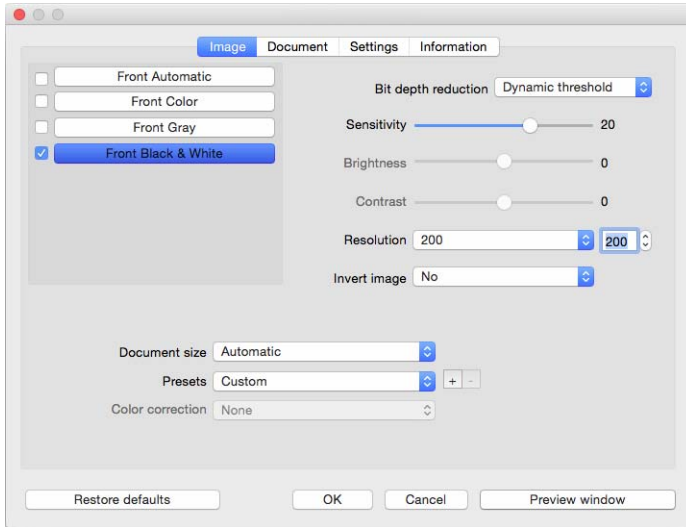 Image Document Settings Information
Front Automatic
Front Color
Front Gray
Front Black & White
Bit depth reduction Dynamic threshold
Sensitivity 20
Brightness 0
Contrast 0
Resolution 200 200
Invert image No
Document size Automatic
Presets Custom + -
Color correction None
Restore defaults OK Cancel Preview window